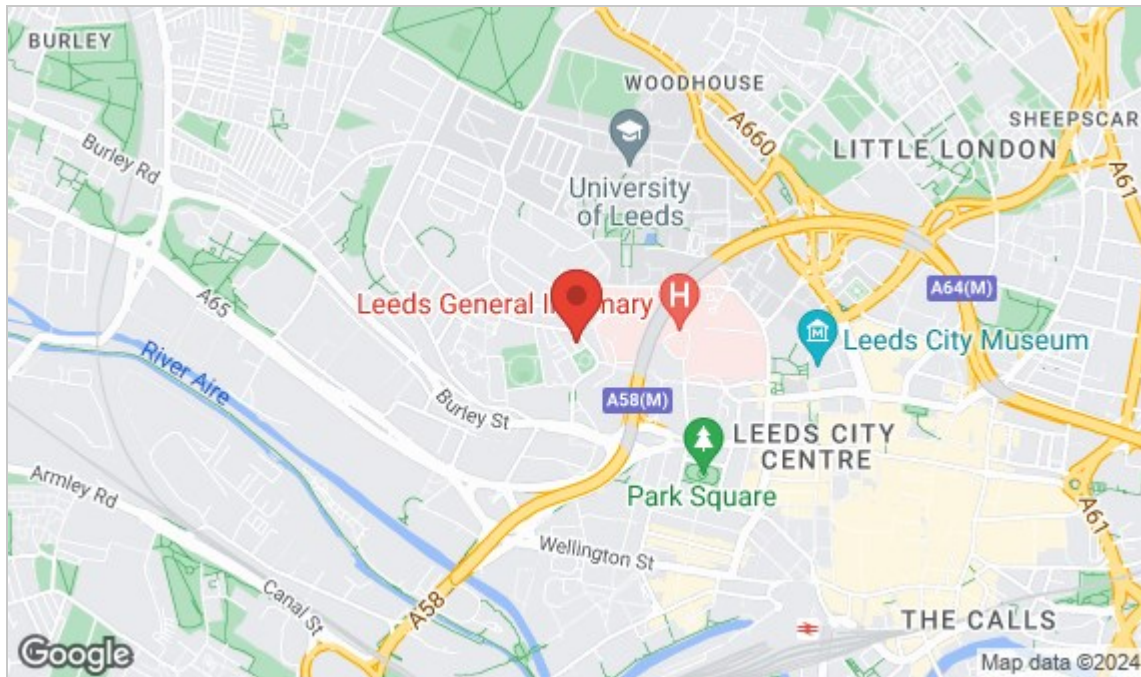 BURLEY
WOODHOUSE
SHEEPSCAR
A660
LITTLE LONDON
Burley Rd
A61
University
of Leeds
A64(M)
Leeds General
mary
H
A65
M
Leeds City Museum
River Aire
A58(M)
Burley St
LEEDS CITY
CENTRE
Armley Rd
Park Square
A61
Wellington St
Canal St
A58
THE CALLS
Google
Map data ©2024